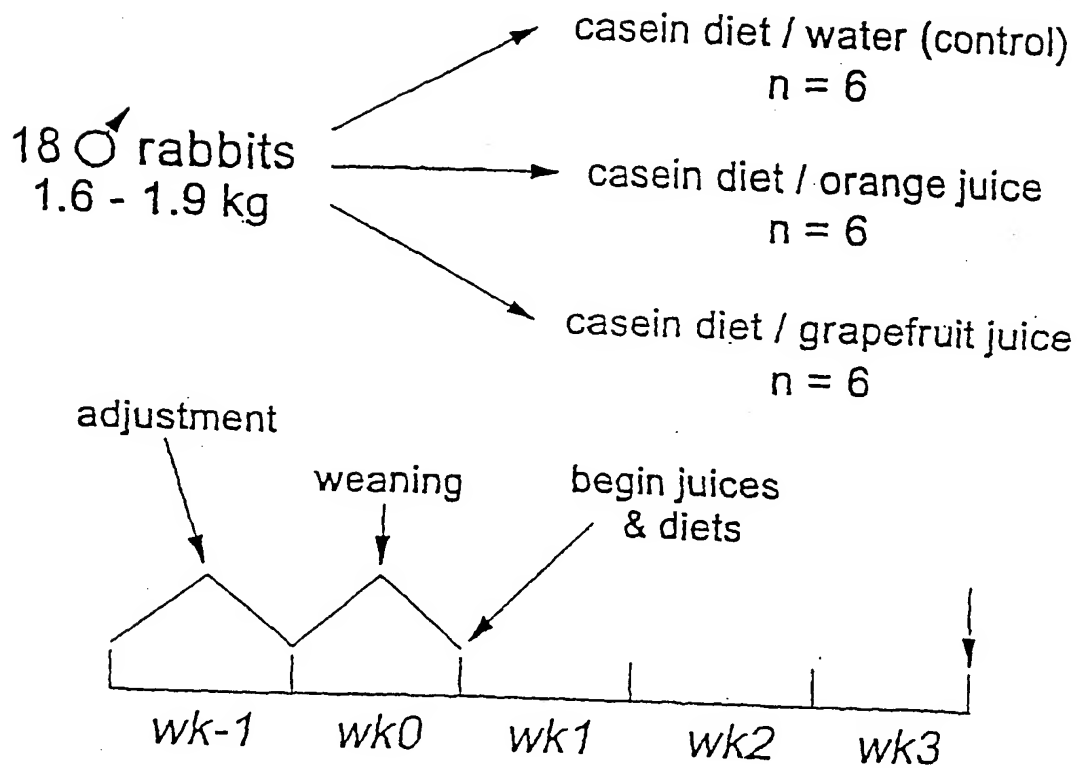 casein diet / water (control)
n = 6
18 ♂ rabbits
1.6 - 1.9 kg
casein diet / orange juice
n = 6
casein diet / grapefruit juice
n = 6
adjustment
weaning
begin juices
& diets
wk-1 wk0 wk1 wk2 wk3